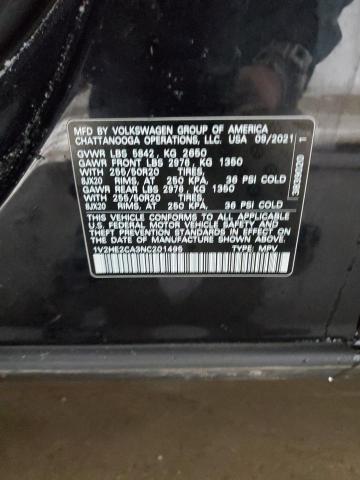 MFD BY VOLKSWAGEN GROUP OF AMERICA
CHATTANOOGA OPERATIONS, LLC. USA 09/2021
GVWR LBS 5842, KG 2650
GAWR FRONT LBS 2976, KG 1350
WITH 255/50R20 TIRES,
8JX20 RIMS, AT 250 KPA, 36 PSI COLD
GAWR REAR LBS 2976, KG 1350
WITH 255/50R20 TIRES,
8JX20 RIMS, AT 250 KPA, 36 PSI COLD
THIS VEHICLE CONFORMS TO ALL APPLICABLE
U.S. FEDERAL MOTOR VEHICLE SAFETY AND
THEFT PREVENTION STANDARDS IN EFFECT ON
THE DATE OF MANUFACTURE SHOWN ABOVE
1V2HE2CA3NC201496 TYPE: MPV